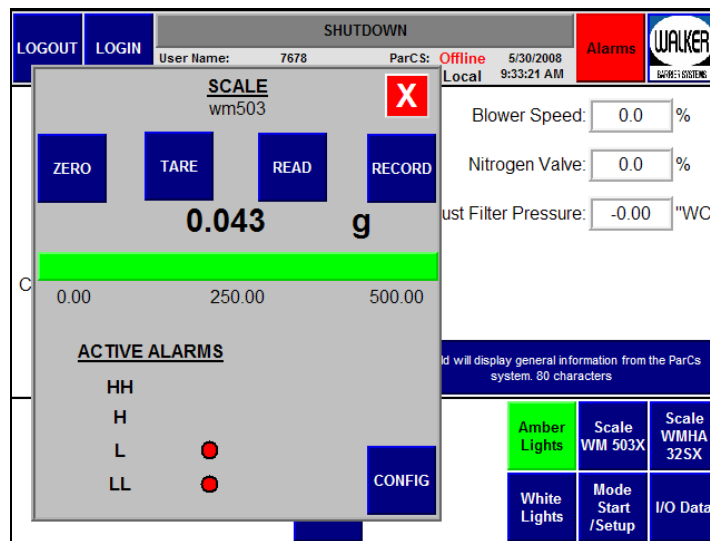 SHUTDOWN
LOGOUT
LOGIN
User Name: 7678 ParCS: Offline 5/30/2008
Local 9:33:21 AM
Alarms
WALKER
BARRIER SYSTEMS
SCALE
wm503
X
ZERO
TARE
READ
RECORD
0.043 g
0.00 250.00 500.00
ACTIVE ALARMS
HH
H
L
LL
CONFIG
Blower Speed: 0.0 %
Nitrogen Valve: 0.0 %
ust Filter Pressure: -0.00 "WC
C
ld will display general information from the ParCs
system. 80 characters
Amber
Lights
Scale
WM 503X
Scale
WMHA
32SX
White
Lights
Mode
Start
/Setup
I/O Data